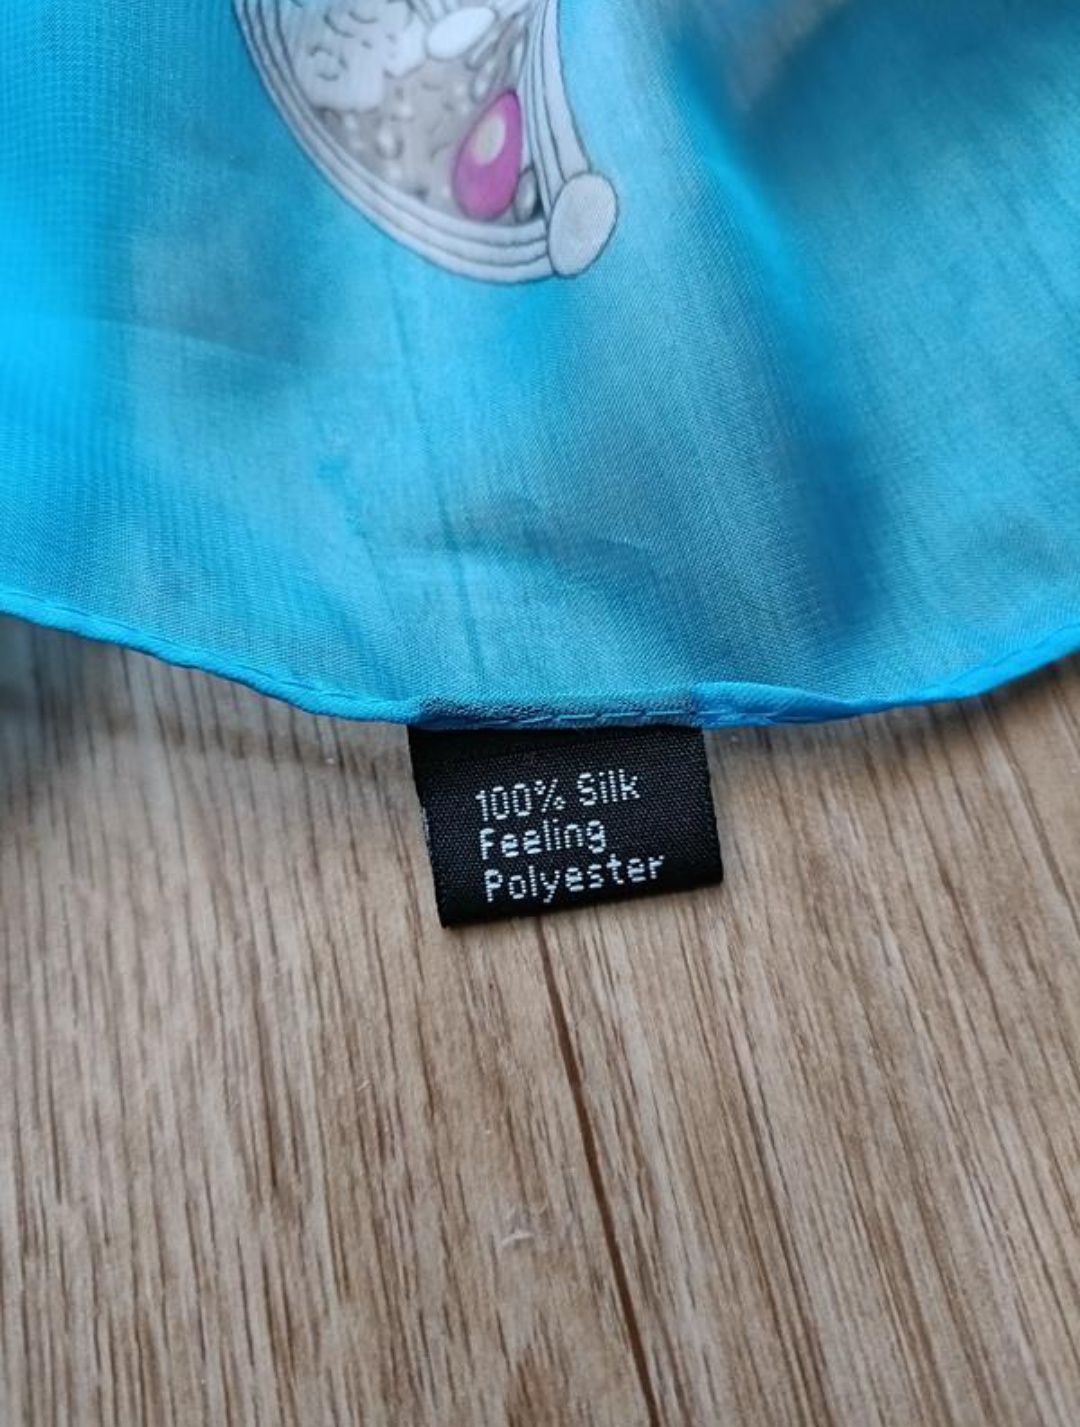 100% Silk
Feeling
Polyester